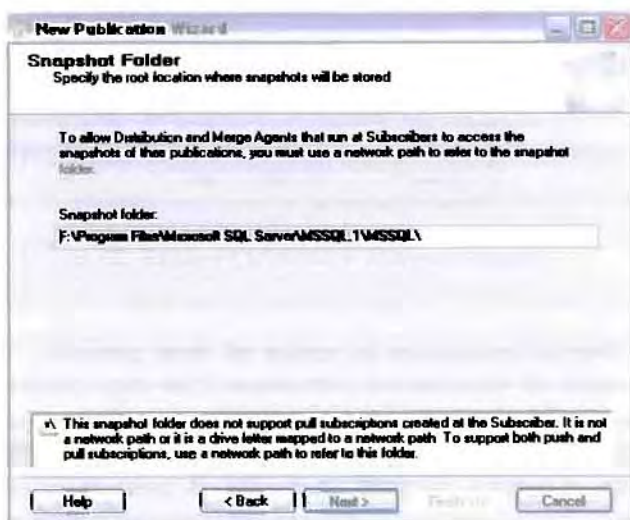 New Publication Wizard
Snapshot Folder
Specify the root location where snapshots will be stored
To allow Distribution and Merge Agents that run at Subscribers to access the
snapshots of thes publications, you must use a network path to refer to the snapshot
folder.
Snapshot folder:
F:\Program Files\Microsoft SQL Server\MSSQL.1\MSSQL\
This snapshot folder does not support pull subscriptions created at the Subscriber. It is not
a network path or it is a drive letter mapped to a network path. To support both push and
pull subscriptions, use a network path to refer to this folder.
Help
< Back
Next >
Cancel